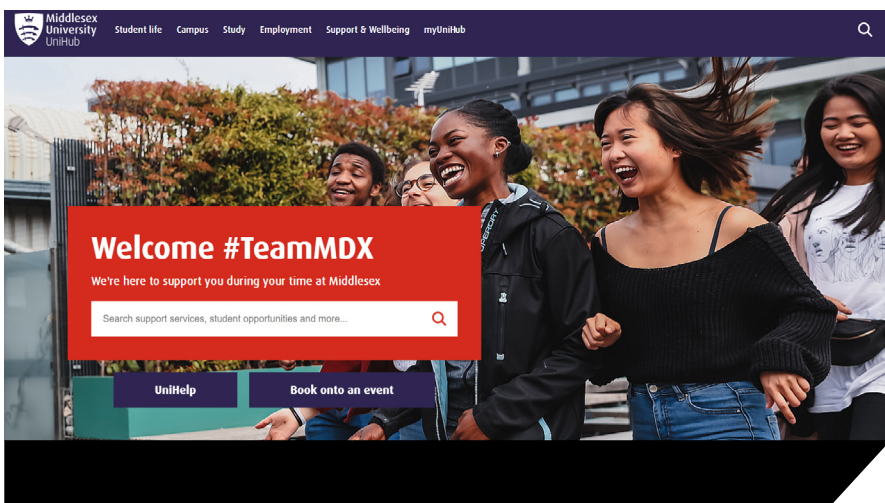 Middlesex
University
UniHub
Student life Campus Study Employment Support & Wellbeing myUniHub
Welcome #TeamMDX
We're here to support you during your time at Middlesex
Search support services, student opportunities and more...
UniHelp Book onto an event
SUPERDRY